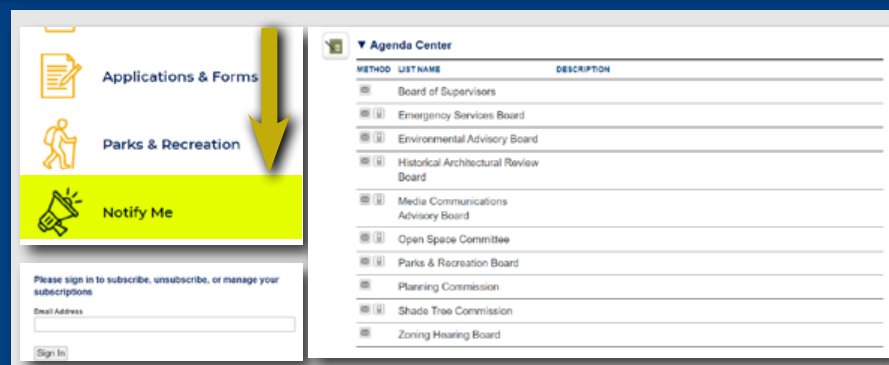 Applications & Forms
Parks & Recreation
Notify Me
Please sign in to subscribe, unsubscribe, or manage your
subscriptions
Email Address
Sign In
▼ Agenda Center
METHOD LIST NAME DESCRIPTION
Board of Supervisors
Emergency Services Board
Environmental Advisory Board
Historical Architectural Review
Board
Media Communications
Advisory Board
Open Space Committee
Parks & Recreation Board
Planning Commission
Shade Tree Commission
Zoning Hearing Board